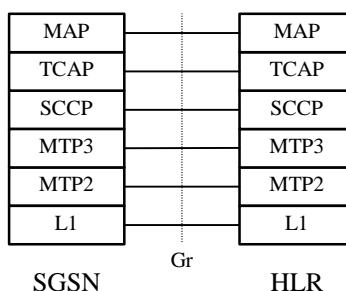 MAP MAP
TCAP TCAP
SCCP SCCP
MTP3 MTP3
MTP2 MTP2
L1 L1
Gr
SGSN HLR